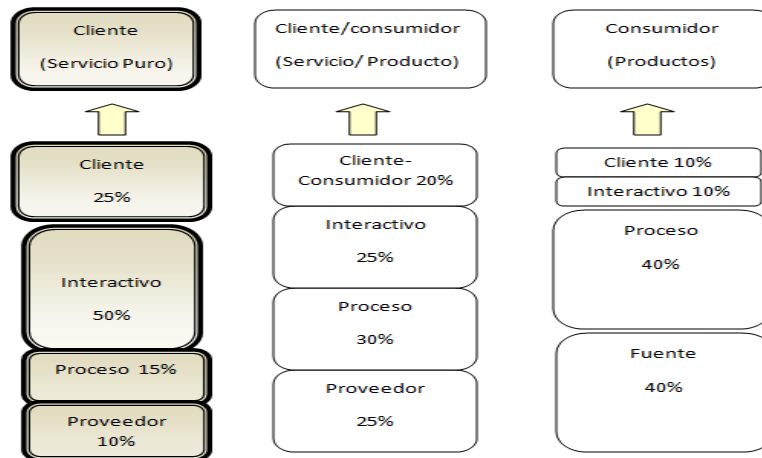 Cliente
(Servicio Puro)
Cliente
25%
Interactivo
50%
Proceso 15%
Proveedor
10%
Cliente/consumidor
(Servicio/ Producto)
Cliente-
Consumidor 20%
Interactivo
25%
Proceso
30%
Proveedor
25%
Consumidor
(Productos)
Cliente 10%
Interactivo 10%
Proceso
40%
Fuente
40%